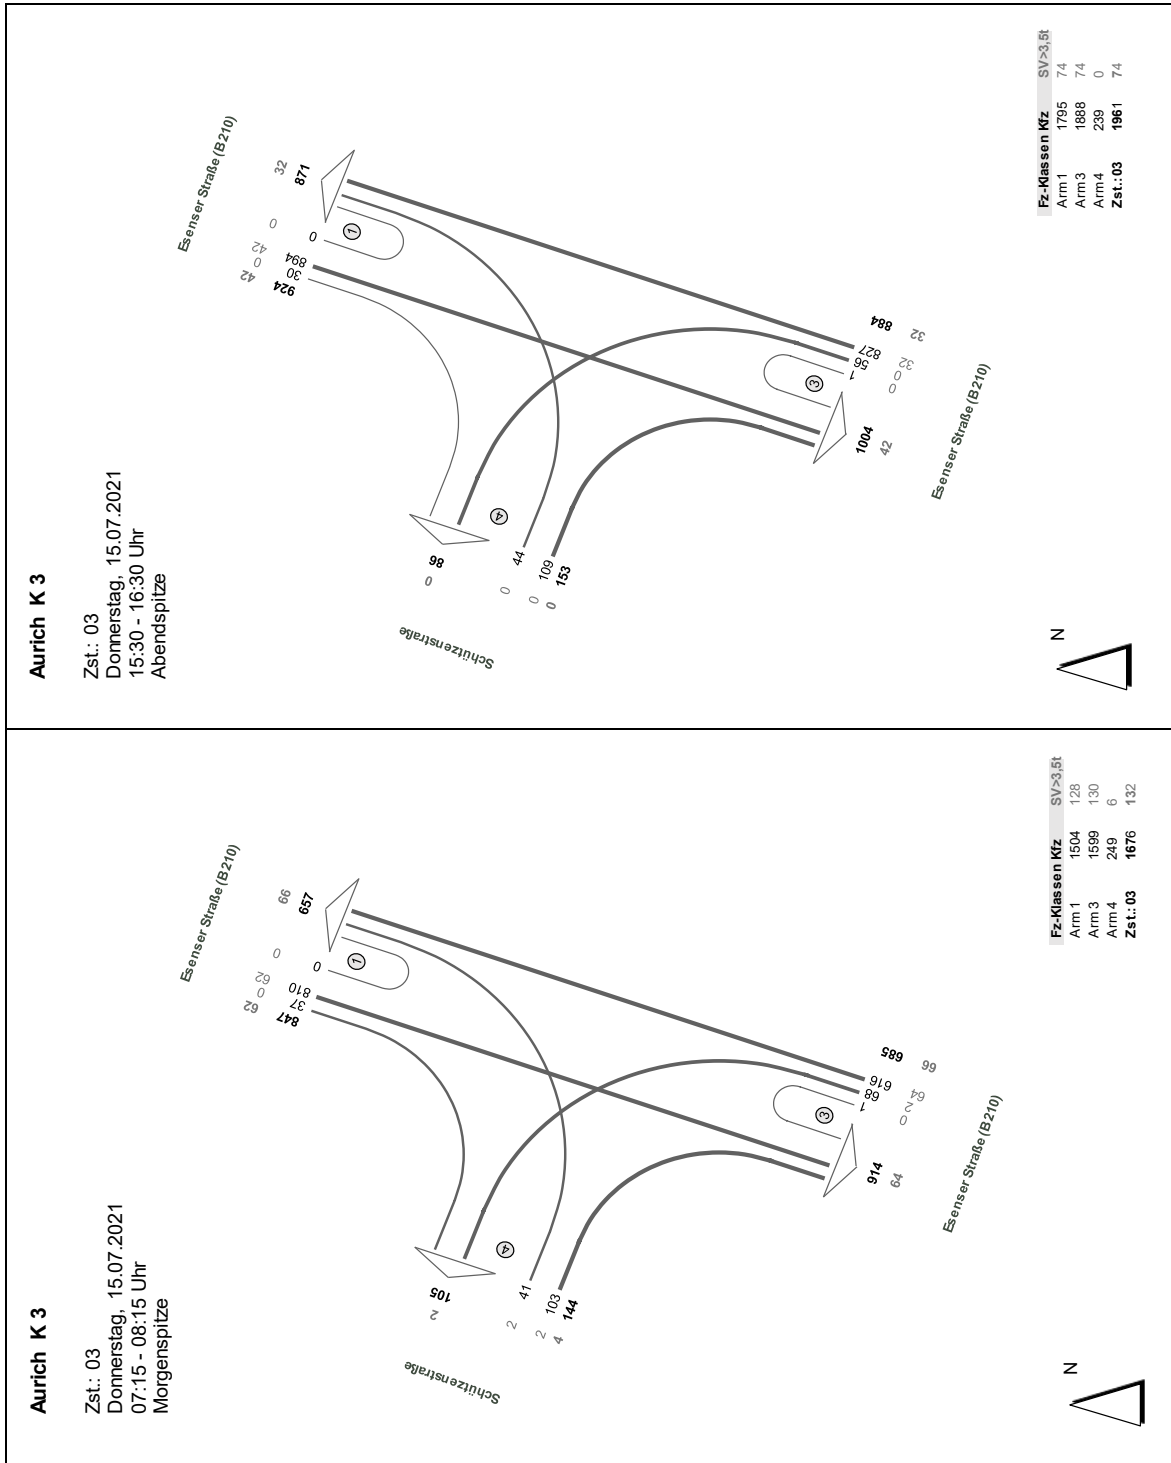 Aurich K 3
Zst.: 03
Donnerstag, 15.07.2021
07:15 - 08:15 Uhr
Morgenspitze
Esenser Straße (B210)
66
657
0
0
62
0
62
810
37
847
1
105
2
4
41
103
144
2
2
4
Schützenstraße
685
66
616
68
1
64
2
0
3
914
64
Esenser Straße (B210)
Fz-Klassen Kfz SV>3,5t
Arm 1 1504 128
Arm 3 1599 130
Arm 4 249 6
Zst.: 03 1676 132
N
Aurich K 3
Zst.: 03
Donnerstag, 15.07.2021
15:30 - 16:30 Uhr
Abendspitze
Esenser Straße (B210)
32
871
0
0
42
0
42
894
30
924
1
86
0
4
44
109
153
0
0
0
Schützenstraße
884
32
827
56
1
32
0
0
3
1004
42
Esenser Straße (B210)
Fz-Klassen Kfz SV>3,5t
Arm 1 1795 74
Arm 3 1888 74
Arm 4 239 0
Zst.: 03 1961 74
N